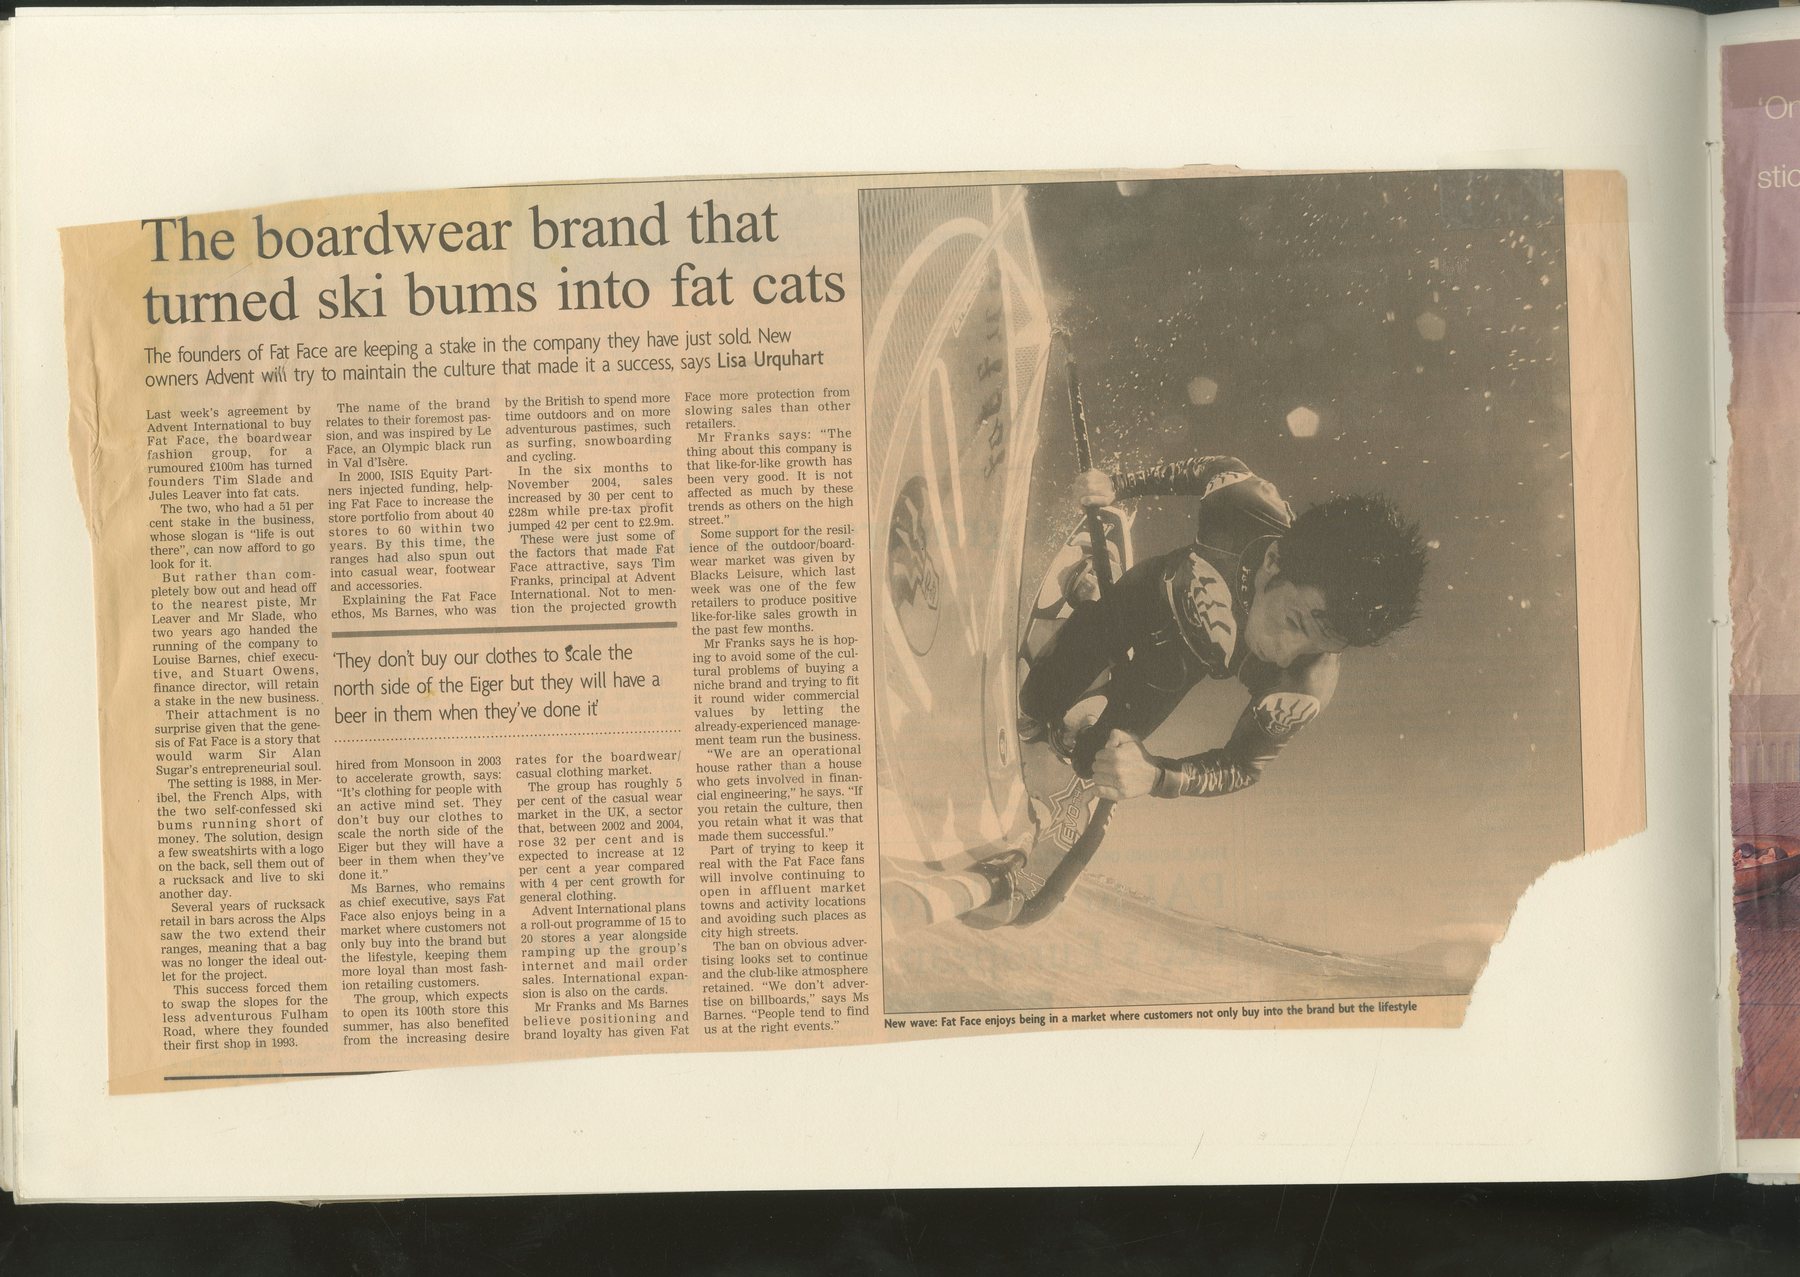 The boardwear brand that
turned ski bums into fat cats
The founders of Fat Face are keeping a stake in the company they have just sold. New
owners Advent will try to maintain the culture that made it a success, says Lisa Urquhart
Last week's agreement by
Advent International to buy
Fat Face, the boardwear
fashion group, for a
rumoured £100m has turned
founders Tim Slade and
Jules Leaver into fat cats.
The two, who had a 51 per
cent stake in the business,
whose slogan is "life is out
there", can now afford to go
look for it.
But rather than com-
pletely bow out and head off
to the nearest piste, Mr
Leaver and Mr Slade, who
two years ago handed the
running of the company to
Louise Barnes, chief execu-
tive, and Stuart Owens,
finance director, will retain
a stake in the new business.
Their attachment is no
surprise given that the gene-
sis of Fat Face is a story that
would warm Sir Alan
Sugar's entrepreneurial soul.
The setting is 1988, in Mer-
ibel, the French Alps, with
the two self-confessed ski
bums running short of
money. The solution, design
a few sweatshirts with a logo
on the back, sell them out of
a rucksack and live to ski
another day.
Several years of rucksack
retail in bars across the Alps
saw the two extend their
ranges, meaning that a bag
was no longer the ideal out-
let for the project.
This success forced them
to swap the slopes for the
less adventurous Fulham
Road, where they founded
their first shop in 1993.
The name of the brand
relates to their foremost pas-
sion, and was inspired by Le
Face, an Olympic black run
in Val d'Isère.
In 2000, ISIS Equity Part-
ners injected funding, help-
ing Fat Face to increase the
store portfolio from about 40
stores to 60 within two
years. By this time, the
ranges had also spun out
into casual wear, footwear
and accessories.
Explaining the Fat Face
ethos, Ms Barnes, who was
'They don't buy our clothes to scale the
north side of the Eiger but they will have a
beer in them when they've done it'
hired from Monsoon in 2003
to accelerate growth, says:
"It's clothing for people with
an active mind set. They
don't buy our clothes to
scale the north side of the
Eiger but they will have a
beer in them when they've
done it."
Ms Barnes, who remains
as chief executive, says Fat
Face also enjoys being in a
market where customers not
only buy into the brand but
the lifestyle, keeping them
more loyal than most fash-
ion retailing customers.
The group, which expects
to open its 100th store this
summer, has also benefited
from the increasing desire
by the British to spend more
time outdoors and on more
adventurous pastimes, such
as surfing, snowboarding
and cycling.
In the six months to
November 2004, sales
increased by 30 per cent to
£28m while pre-tax profit
jumped 42 per cent to £2.9m.
These were just some of
the factors that made Fat
Face attractive, says Tim
Franks, principal at Advent
International. Not to men-
tion the projected growth
rates for the boardwear/
casual clothing market.
The group has roughly 5
per cent of the casual wear
market in the UK, a sector
that, between 2002 and 2004,
rose 32 per cent and is
expected to increase at 12
per cent a year compared
with 4 per cent growth for
general clothing.
Advent International plans
a roll-out programme of 15 to
20 stores a year alongside
ramping up the group's
internet and mail order
sales. International expan-
sion is also on the cards.
Mr Franks and Ms Barnes
believe positioning and
brand loyalty has given Fat
Face more protection from
slowing sales than other
retailers.
Mr Franks says: "The
thing about this company is
that like-for-like growth has
been very good. It is not
affected as much by these
trends as others on the high
street."
Some support for the resil-
ience of the outdoor/board-
wear market was given by
Blacks Leisure, which last
week was one of the few
retailers to produce positive
like-for-like sales growth in
the past few months.
Mr Franks says he is hop-
ing to avoid some of the cul-
tural problems of buying a
niche brand and trying to fit
it round wider commercial
values by letting the
already-experienced manage-
ment team run the business.
"We are an operational
house rather than a house
who gets involved in finan-
cial engineering," he says. "If
you retain the culture, then
you retain what it was that
made them successful."
Part of trying to keep it
real with the Fat Face fans
will involve continuing to
open in affluent market
towns and activity locations
and avoiding such places as
city high streets.
The ban on obvious adver-
tising looks set to continue
and the club-like atmosphere
retained. "We don't adver-
tise on billboards," says Ms
Barnes. "People tend to find
us at the right events."
New wave: Fat Face enjoys being in a market where customers not only buy into the brand but the lifestyle